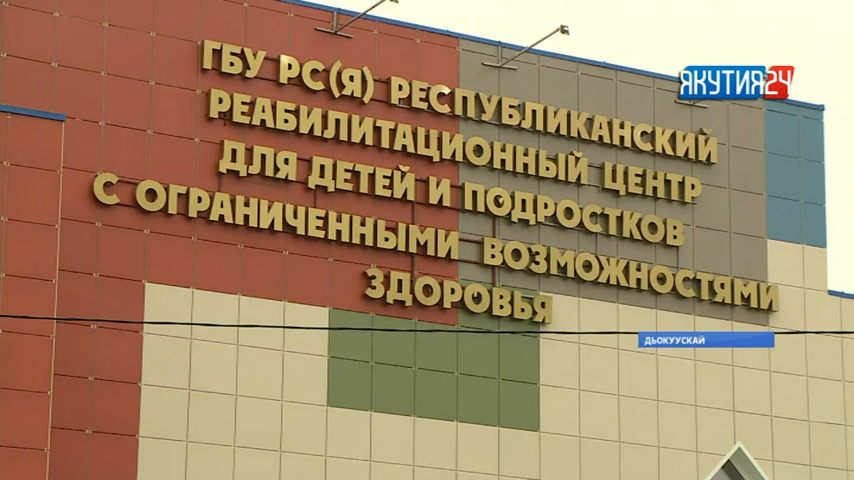 ГБУ РС(Я) РЕСПУБЛИКАНСКИЙ
РЕАБИЛИТАЦИОННЫЙ ЦЕНТР
ДЛЯ ДЕТЕЙ И ПОДРОСТКОВ
С ОГРАНИЧЕННЫМИ ВОЗМОЖНОСТЯМИ
ЗДОРОВЬЯ
ЯКУТИЯ24
ДЬОКУУСКАЙ